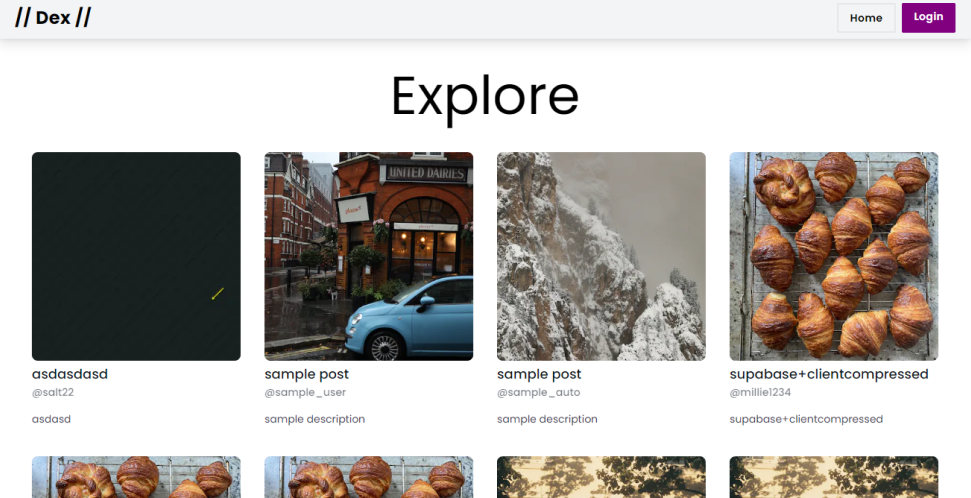 // Dex //
Home
Login
Explore
UNITED DAIRIES
asdasdasd
@salt22
asdasd
sample post
@sample_user
sample description
sample post
@sample_auto
sample description
supabase+clientcompressed
@millie1234
supabase+clientcompressed